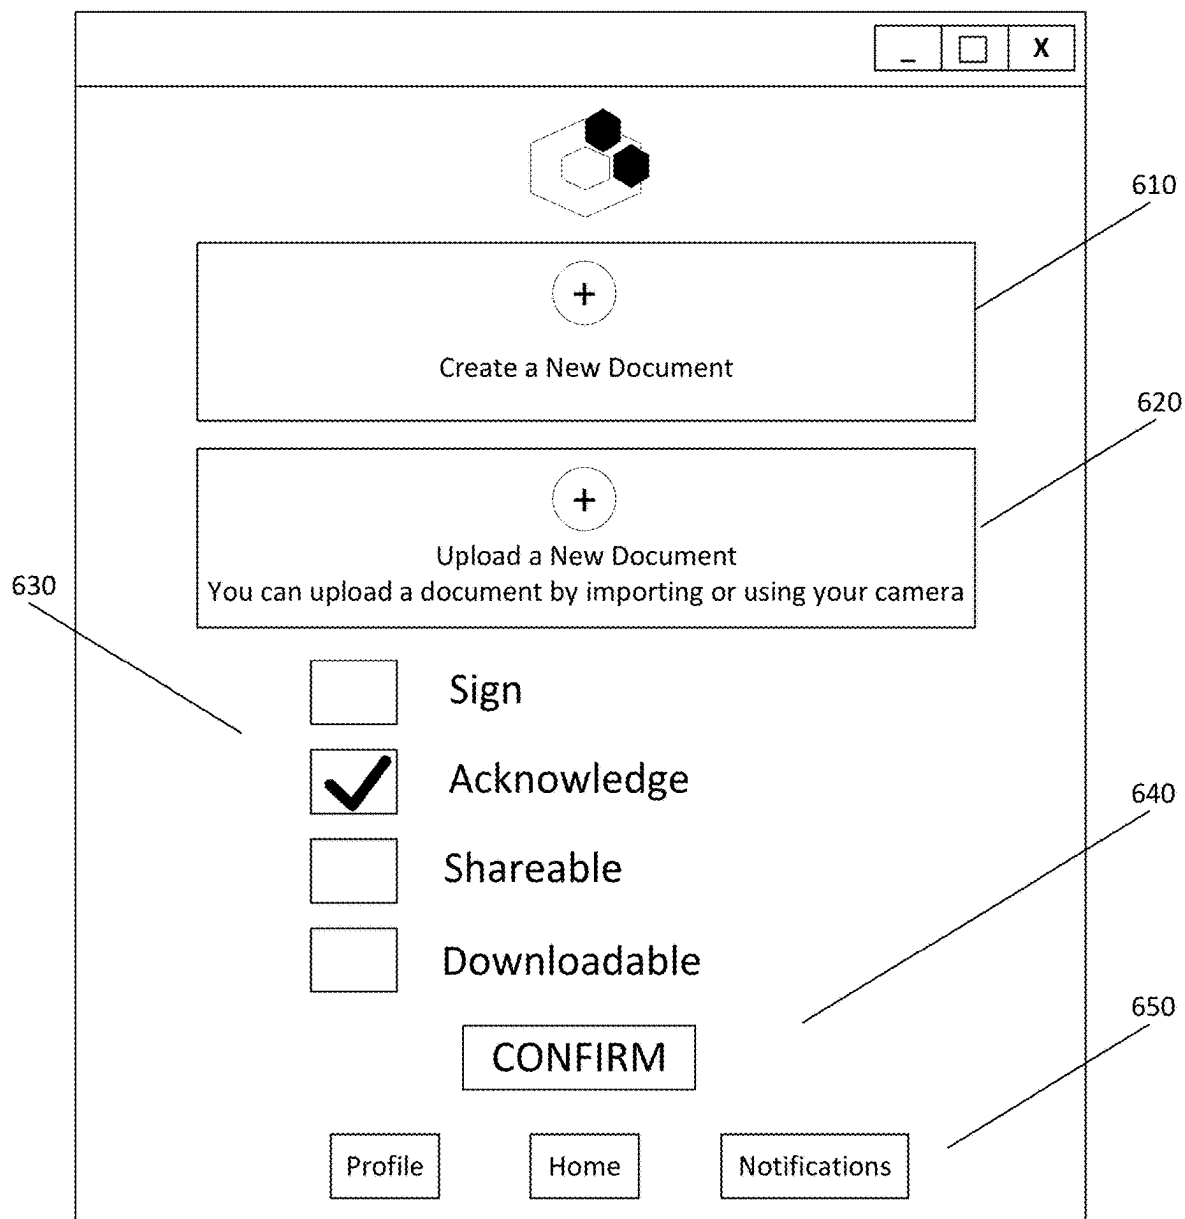 _ X
610
+
Create a New Document
620
+
Upload a New Document
You can upload a document by importing or using your camera
630
Sign
Acknowledge
640
Shareable
Downloadable
650
CONFIRM
Profile Home Notifications